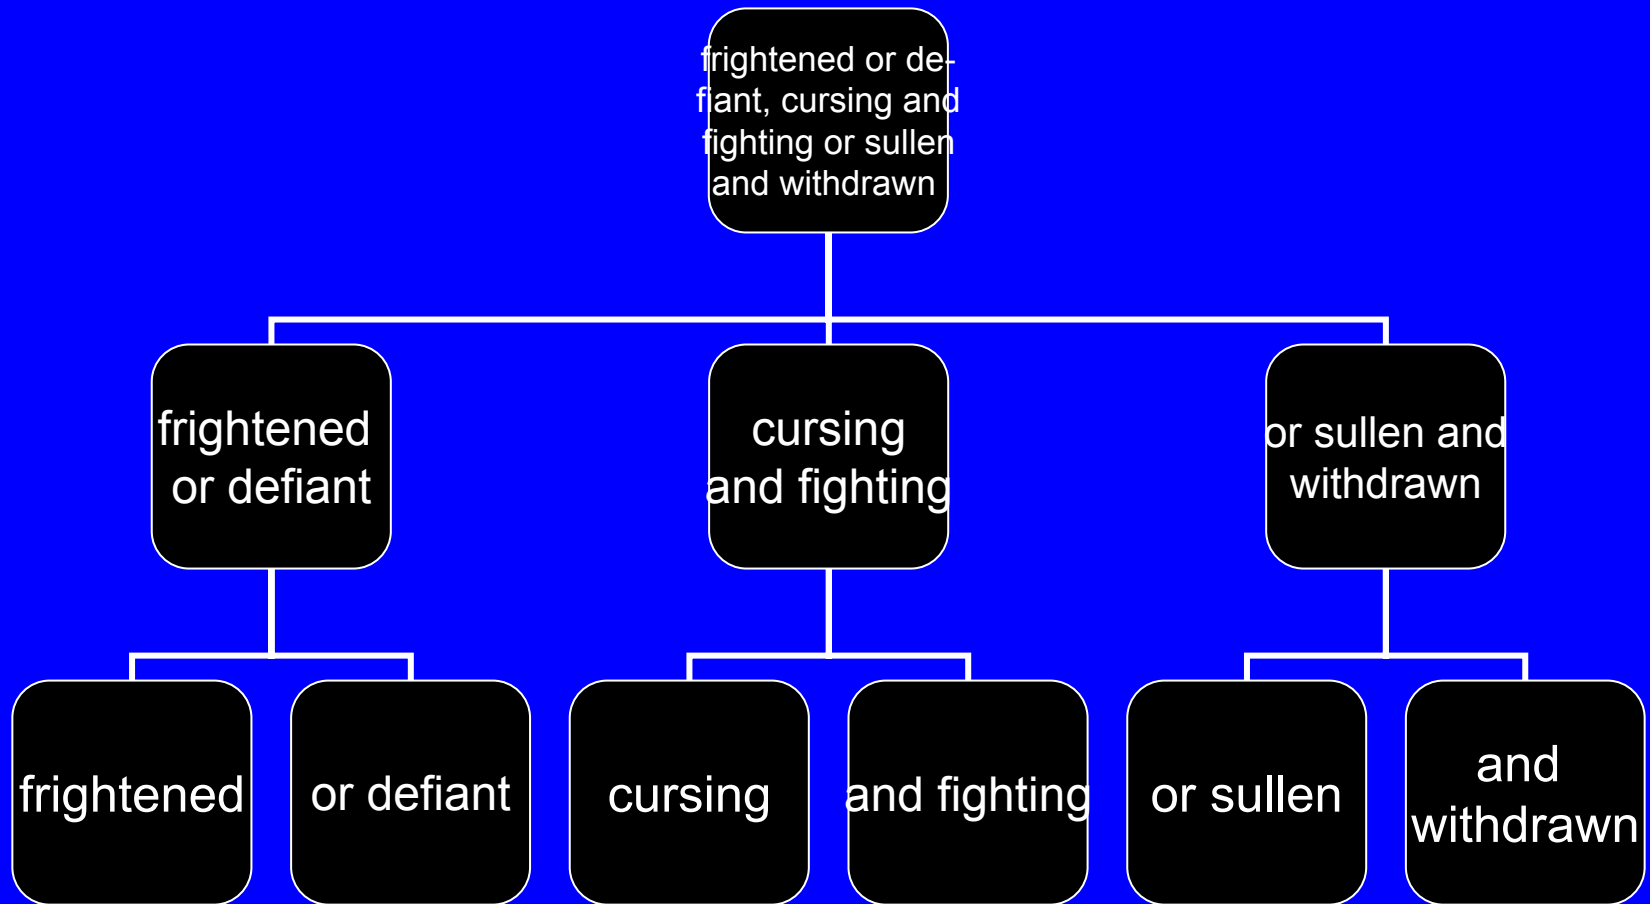 frightened or de-
fiant, cursing and
fighting or sullen
and withdrawn
frightened
or defiant
cursing
and fighting
or sullen and
withdrawn
frightened
or defiant
cursing
and fighting
or sullen
and
withdrawn